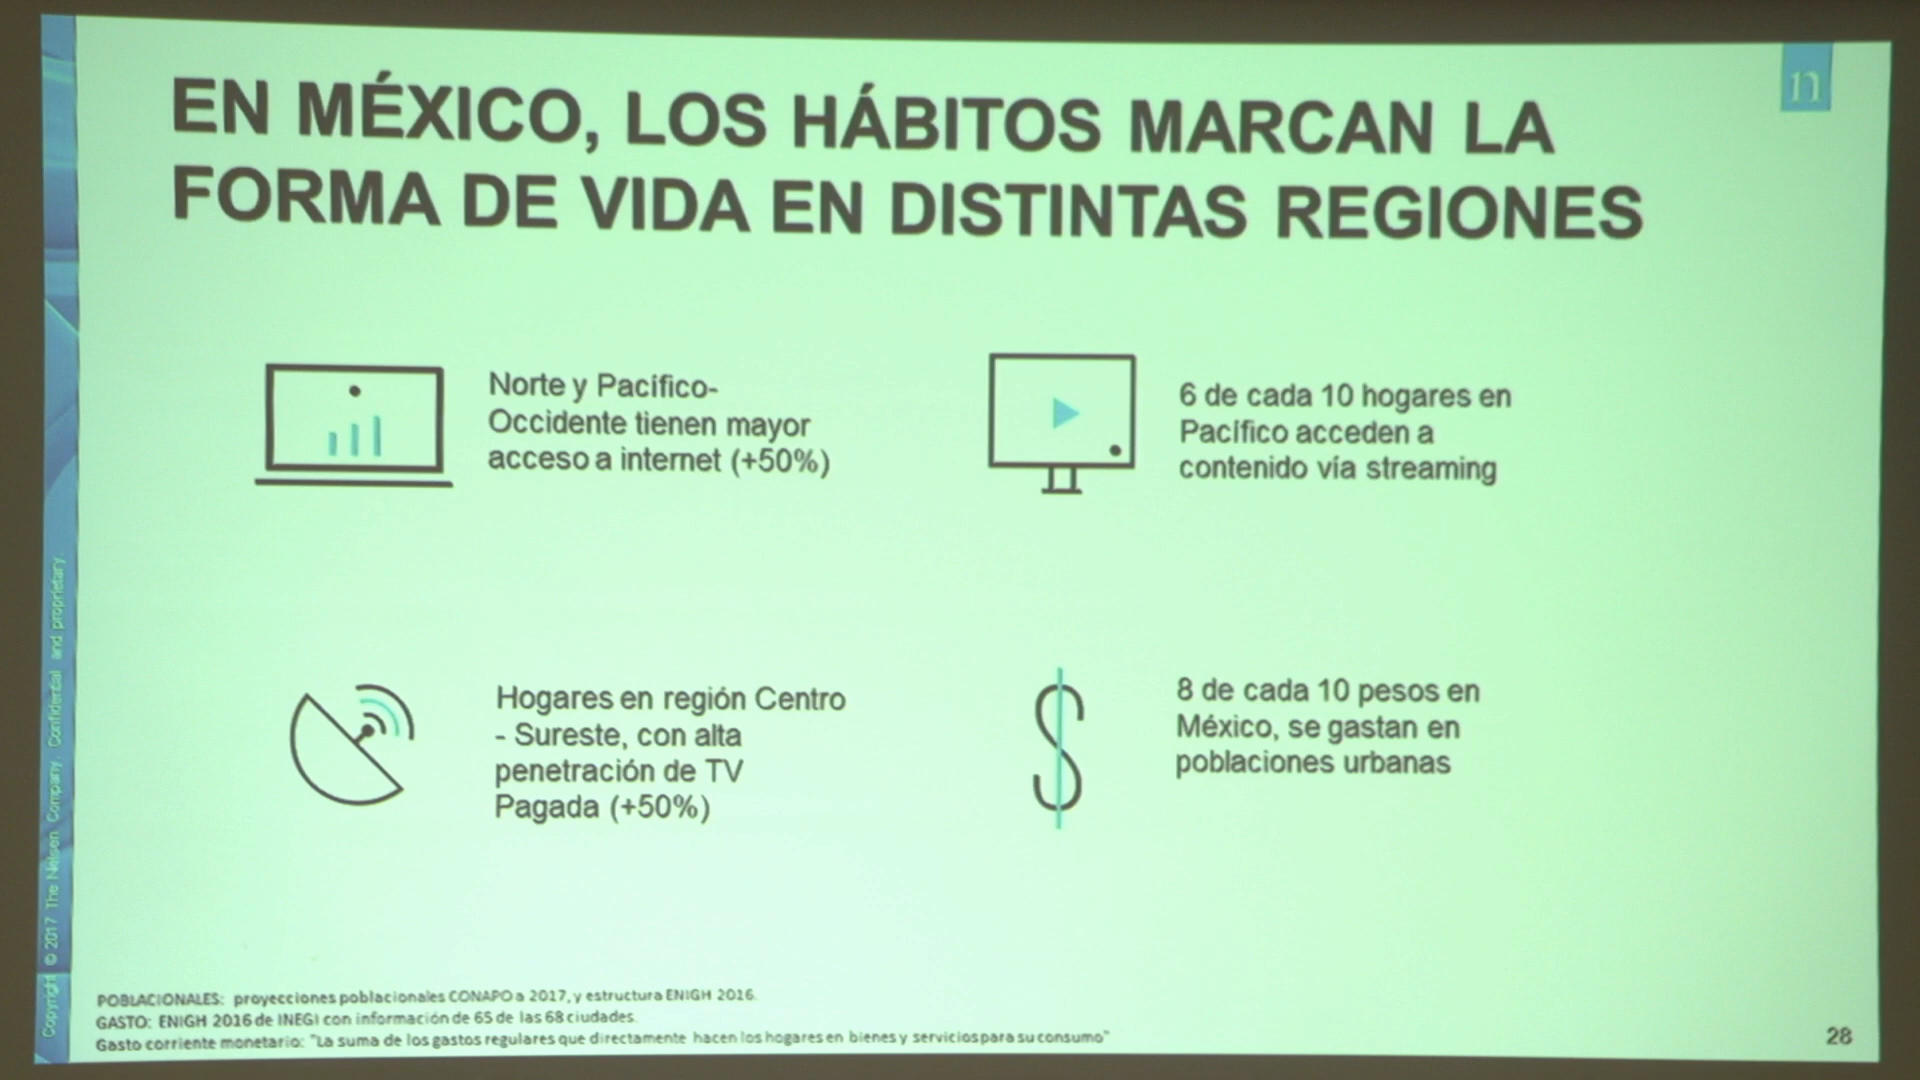 EN MÉXICO, LOS HÁBITOS MARCAN LA
FORMA DE VIDA EN DISTINTAS REGIONES
n
Norte y Pacífico-
Occidente tienen mayor
acceso a internet (+50%)
6 de cada 10 hogares en
Pacífico acceden a
contenido vía streaming
Hogares en región Centro
- Sureste, con alta
penetración de TV
Pagada (+50%)
8 de cada 10 pesos en
México, se gastan en
poblaciones urbanas
POBLACIONALES: proyecciones poblacionales CONAPO a 2017, y estructura ENIGH 2016.
GASTO: ENIGH 2016 de INEGI con información de 65 de las 68 ciudades.
Gasto corriente monetario: "La suma de los gastos regulares que directamente hacen los hogares en bienes y servicios para su consumo"
28
Copyright © 2017 The Nielsen Company. Confidential and proprietary.